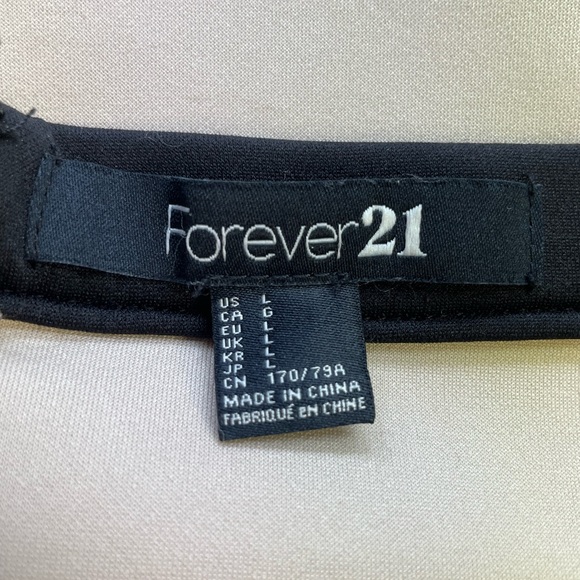 Forever21
US L
CA G
EU L
UK L
KR L
JP L
CN 170/79A
MADE IN CHINA
FABRIQUÉ EN CHINE